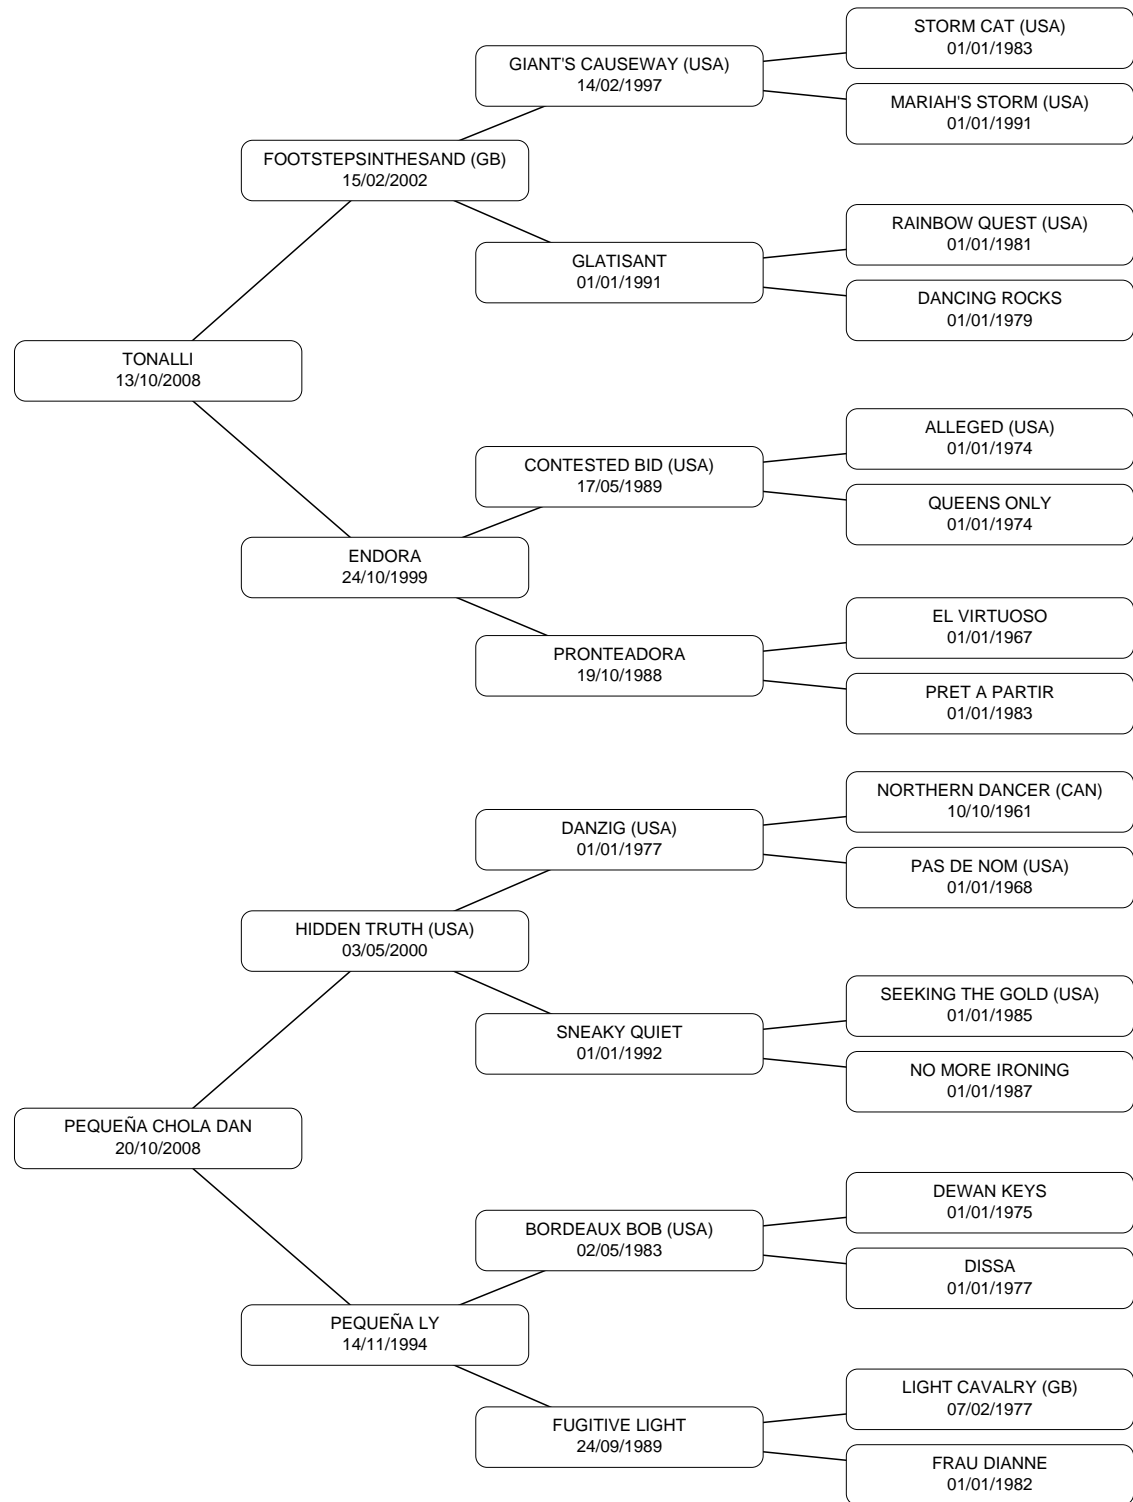 STORM CAT (USA)
01/01/1983
GIANT'S CAUSEWAY (USA)
14/02/1997
MARIAH'S STORM (USA)
01/01/1991
FOOTSTEPSINTHESAND (GB)
15/02/2002
RAINBOW QUEST (USA)
01/01/1981
GLATISANT
01/01/1991
DANCING ROCKS
01/01/1979
TONALLI
13/10/2008
ALLEGED (USA)
01/01/1974
CONTESTED BID (USA)
17/05/1989
QUEENS ONLY
01/01/1974
ENDORA
24/10/1999
EL VIRTUOSO
01/01/1967
PRONTEADORA
19/10/1988
PRET A PARTIR
01/01/1983
NORTHERN DANCER (CAN)
10/10/1961
DANZIG (USA)
01/01/1977
PAS DE NOM (USA)
01/01/1968
HIDDEN TRUTH (USA)
03/05/2000
SEEKING THE GOLD (USA)
01/01/1985
SNEAKY QUIET
01/01/1992
NO MORE IRONING
01/01/1987
PEQUEÑA CHOLA DAN
20/10/2008
DEWAN KEYS
01/01/1975
BORDEAUX BOB (USA)
02/05/1983
DISSA
01/01/1977
PEQUEÑA LY
14/11/1994
LIGHT CAVALRY (GB)
07/02/1977
FUGITIVE LIGHT
24/09/1989
FRAU DIANNE
01/01/1982